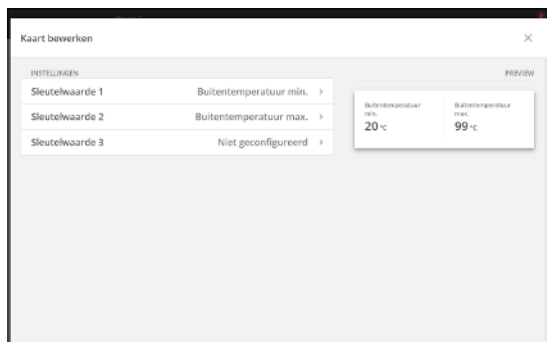 Kaart bewerken
INSTELLINGEN
PREVIEW
Sleutelwaarde 1 Buitentemperatuur min.
Sleutelwaarde 2 Buitentemperatuur max.
Sleutelwaarde 3 Niet geconfigureerd
Buitentemperatuur
min.
20 °C
Buitentemperatuur
max.
99 °C